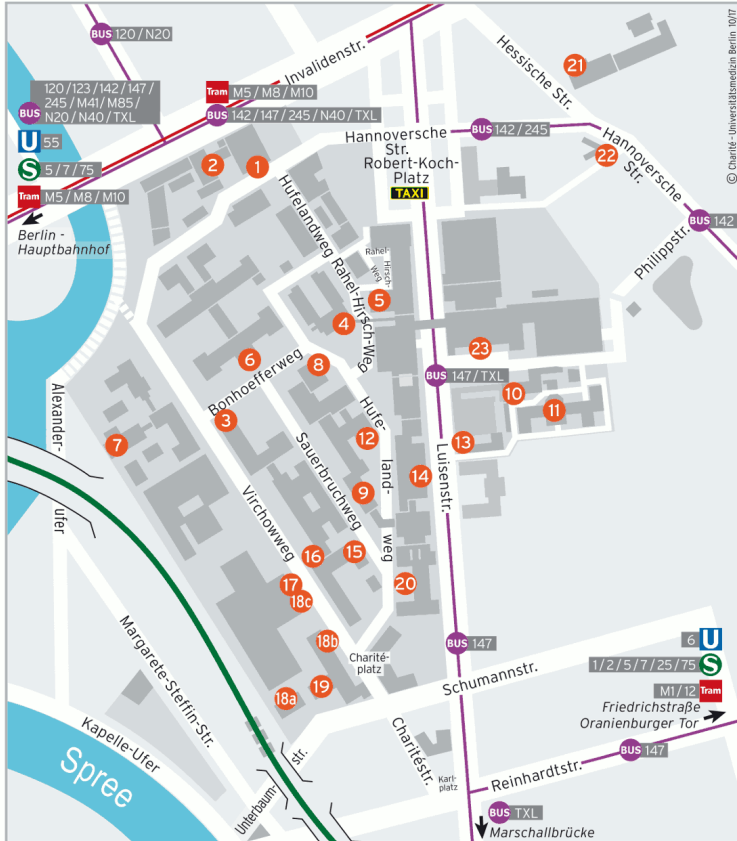 BUS 120 / N20
Invalidenstr.
Hessische Str.
21
© Charité - Universitätsmedizin Berlin 10/17
120 / 123 / 142 / 147 /
245 / M41 / M85 /
N20 / N40 / TXL
BUS
U 55
S 5 / 7 / 75
Tram M5 / M8 / M10
Berlin -
Hauptbahnhof
Tram M5 / M8 / M10
BUS 142 / 147 / 245 / N40 / TXL
Hannoversche
Str.
Robert-Koch-
Platz
TAXI
BUS 142 / 245
Hannoversche
Str.
22
BUS 142
Philippstr.
2
1
Hufelandweg
Rahel-Hirsch-Weg
Rahel-
Hirsch-
weg
5
4
6
Bonhoefferweg
8
23
BUS 147 / TXL
10
11
3
7
Alexander-
ufer
Hufe-
land-
weg
12
13
14
9
Luisenstr.
Sauerbruchweg
Virchowweg
16
15
17
18c
20
18b
Charité-
platz
19
18a
BUS 147
Schumannstr.
6 U
1 / 2 / 5 / 7 / 25 / 75 S
M1 / 12 Tram
Friedrichstraße
Oranienburger Tor
Margarete-Steffin-Str.
Kapelle-Ufer
Spree
Unterbaum-
str.
Charitéstr.
Karl-
platz
Reinhardtstr.
BUS 147
BUS TXL
Marschallbrücke